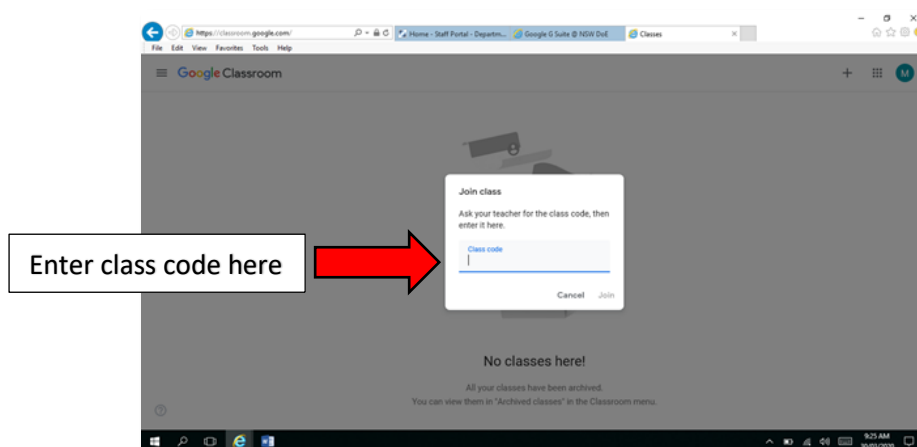 https://classroom.google.com/
Home - Staff Portal - Departm...
Google G Suite @ NSW DoE
Classes
File Edit View Favorites Tools Help
Google Classroom
+
M
Join class
Ask your teacher for the class code, then
enter it here.
Class code
Enter class code here
Cancel Join
No classes here!
All your classes have been archived.
You can view them in "Archived classes" in the Classroom menu.
9:25 AM